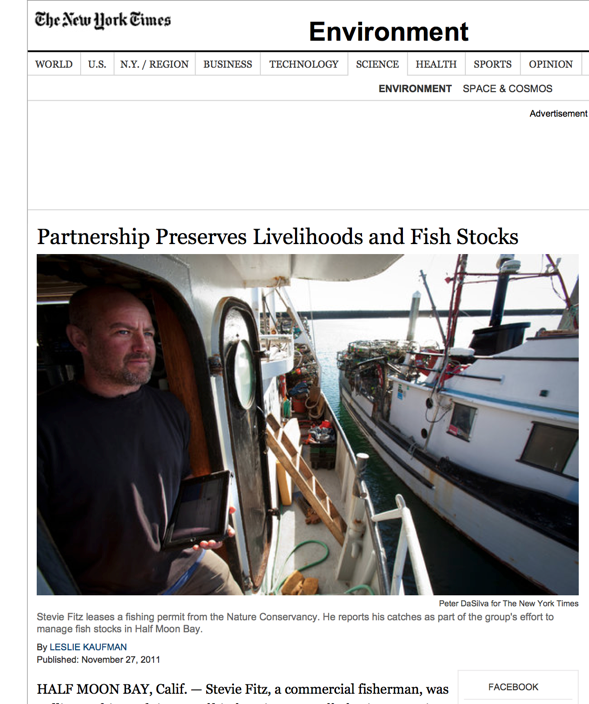 The New York Times
Environment
WORLD U.S. N.Y. / REGION BUSINESS TECHNOLOGY SCIENCE HEALTH SPORTS OPINION
ENVIRONMENT SPACE & COSMOS
Advertisement
Partnership Preserves Livelihoods and Fish Stocks
Peter DaSilva for The New York Times
Stevie Fitz leases a fishing permit from the Nature Conservancy. He reports his catches as part of the group's effort to
manage fish stocks in Half Moon Bay.
By LESLIE KAUFMAN
Published: November 27, 2011
HALF MOON BAY, Calif. — Stevie Fitz, a commercial fisherman, was
FACEBOOK